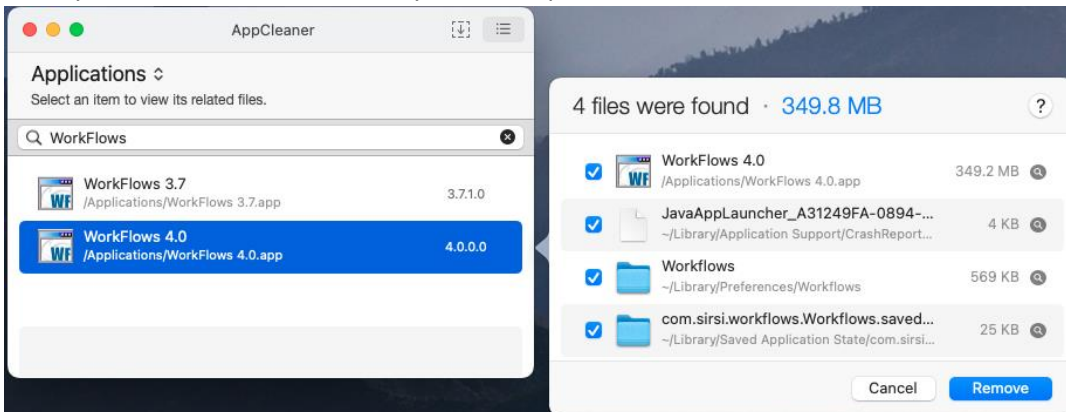 AppCleaner
Applications
Select an item to view its related files.
WorkFlows
WF WorkFlows 3.7 3.7.1.0
/Applications/WorkFlows 3.7.app
WF WorkFlows 4.0 4.0.0.0
/Applications/WorkFlows 4.0.app
4 files were found · 349.8 MB ?
WF WorkFlows 4.0 349.2 MB
/Applications/WorkFlows 4.0.app
JavaAppLauncher_A31249FA-0894-... 4 KB
~/Library/Application Support/CrashReport...
Workflows 569 KB
~/Library/Preferences/Workflows
com.sirsi.workflows.Workflows.saved... 25 KB
~/Library/Saved Application State/com.sirsi...
Cancel Remove